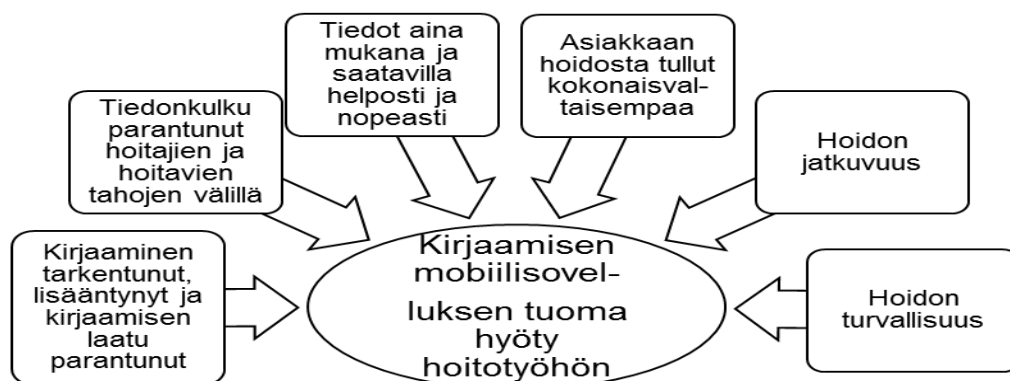 Tiedot aina
mukana ja
saatavilla
helposti ja
nopeasti
Asiakkaan
hoidosta tullut
kokonaisval-
taisempaa
Tiedonkulku
parantunut
hoitajien ja
hoitavien
tahojen välillä
Hoidon
jatkuvuus
Kirjaaminen
tarkentunut,
lisääntynyt ja
kirjaamisen
laatu
parantunut
Kirjaamisen
mobiilisovel-
luksen tuoma
hyöty
hoitotyöhön
Hoidon
turvallisuus